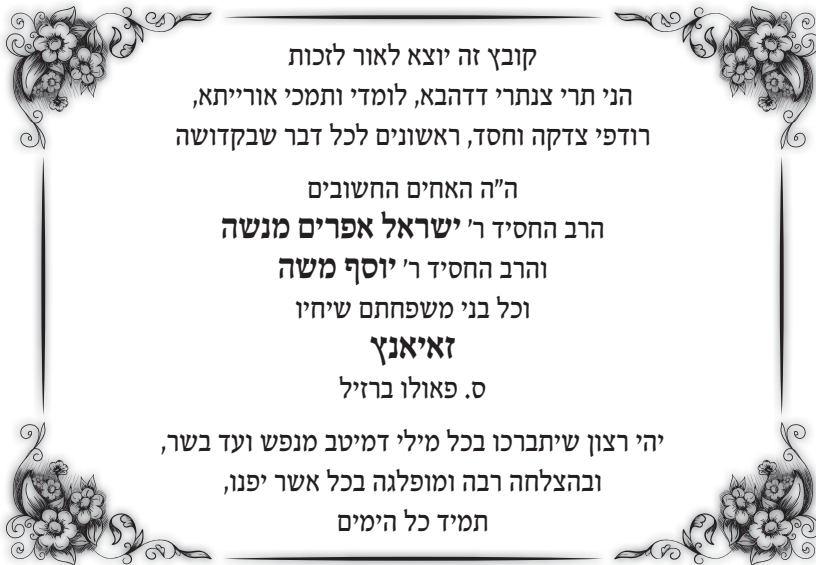 קובץ זה יוצא לאור לזכות
הני תרי צנתרי דדהבא, לומדי ותמכי אורייתא,
רודפי צדקה וחסד, ראשונים לכל דבר שבקדושה
ה״ה האחים החשובים
הרב החסיד ר׳ ישראל אפרים מנשה
והרב החסיד ר׳ יוסף משה
וכל בני משפחתם שיחיו
זאיאנץ
ס. פאולו ברזיל
יהי רצון שיתברכו בכל מילי דמיטב מנפש ועד בשר,
ובהצלחה רבה ומופלגה בכל אשר יפנו,
תמיד כל הימים